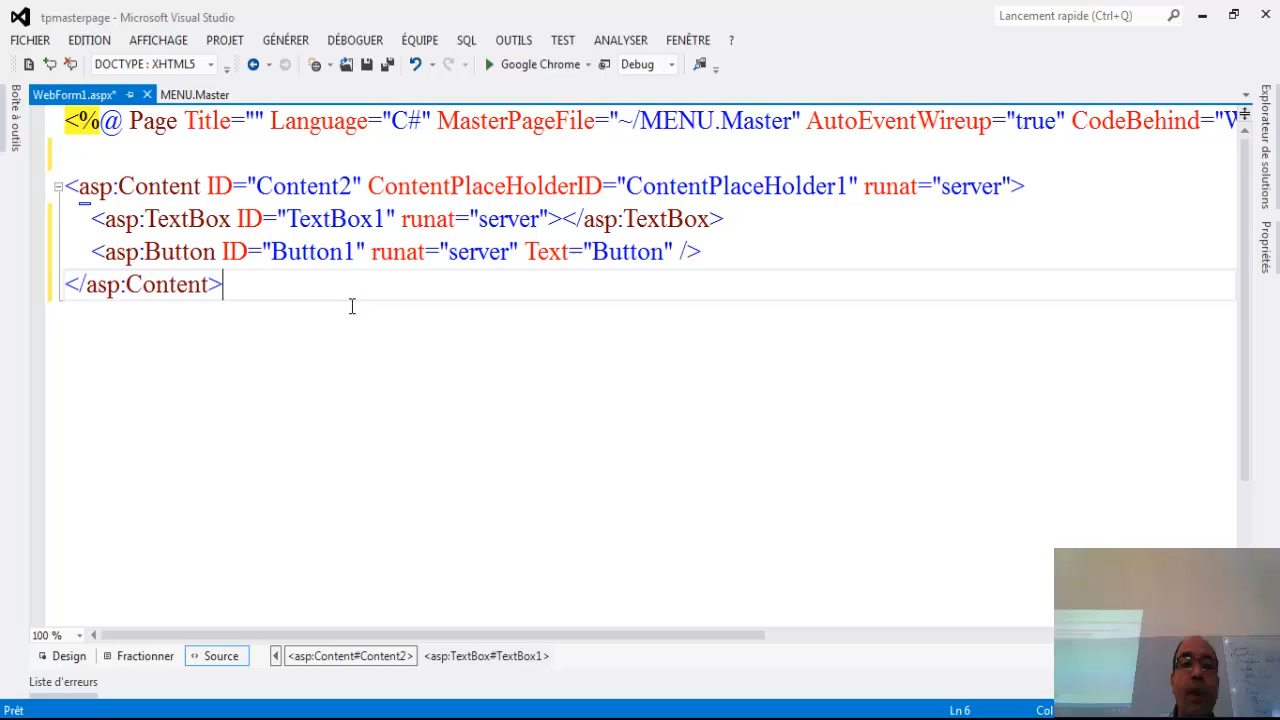 tpmasterpage - Microsoft Visual Studio
Lancement rapide (Ctrl+Q)
FICHIER EDITION AFFICHAGE PROJET GÉNÉRER DÉBOGUER ÉQUIPE SQL OUTILS TEST ANALYSER FENÊTRE ?
DOCTYPE : XHTML5 Google Chrome Debug
WebForm1.aspx* MENU.Master
Boîte à outils
<%@ Page Title="" Language="C#" MasterPageFile="~/MENU.Master" AutoEventWireup="true" CodeBehind="W
<asp:Content ID="Content2" ContentPlaceHolderID="ContentPlaceHolder1" runat="server">
<asp:TextBox ID="TextBox1" runat="server"></asp:TextBox>
<asp:Button ID="Button1" runat="server" Text="Button" />
</asp:Content>
Explorateur de solutions
Propriétés
100 %
Design Fractionner Source <asp:Content#Content2> <asp:TextBox#TextBox1>
Liste d'erreurs
Prêt Ln 6 Col